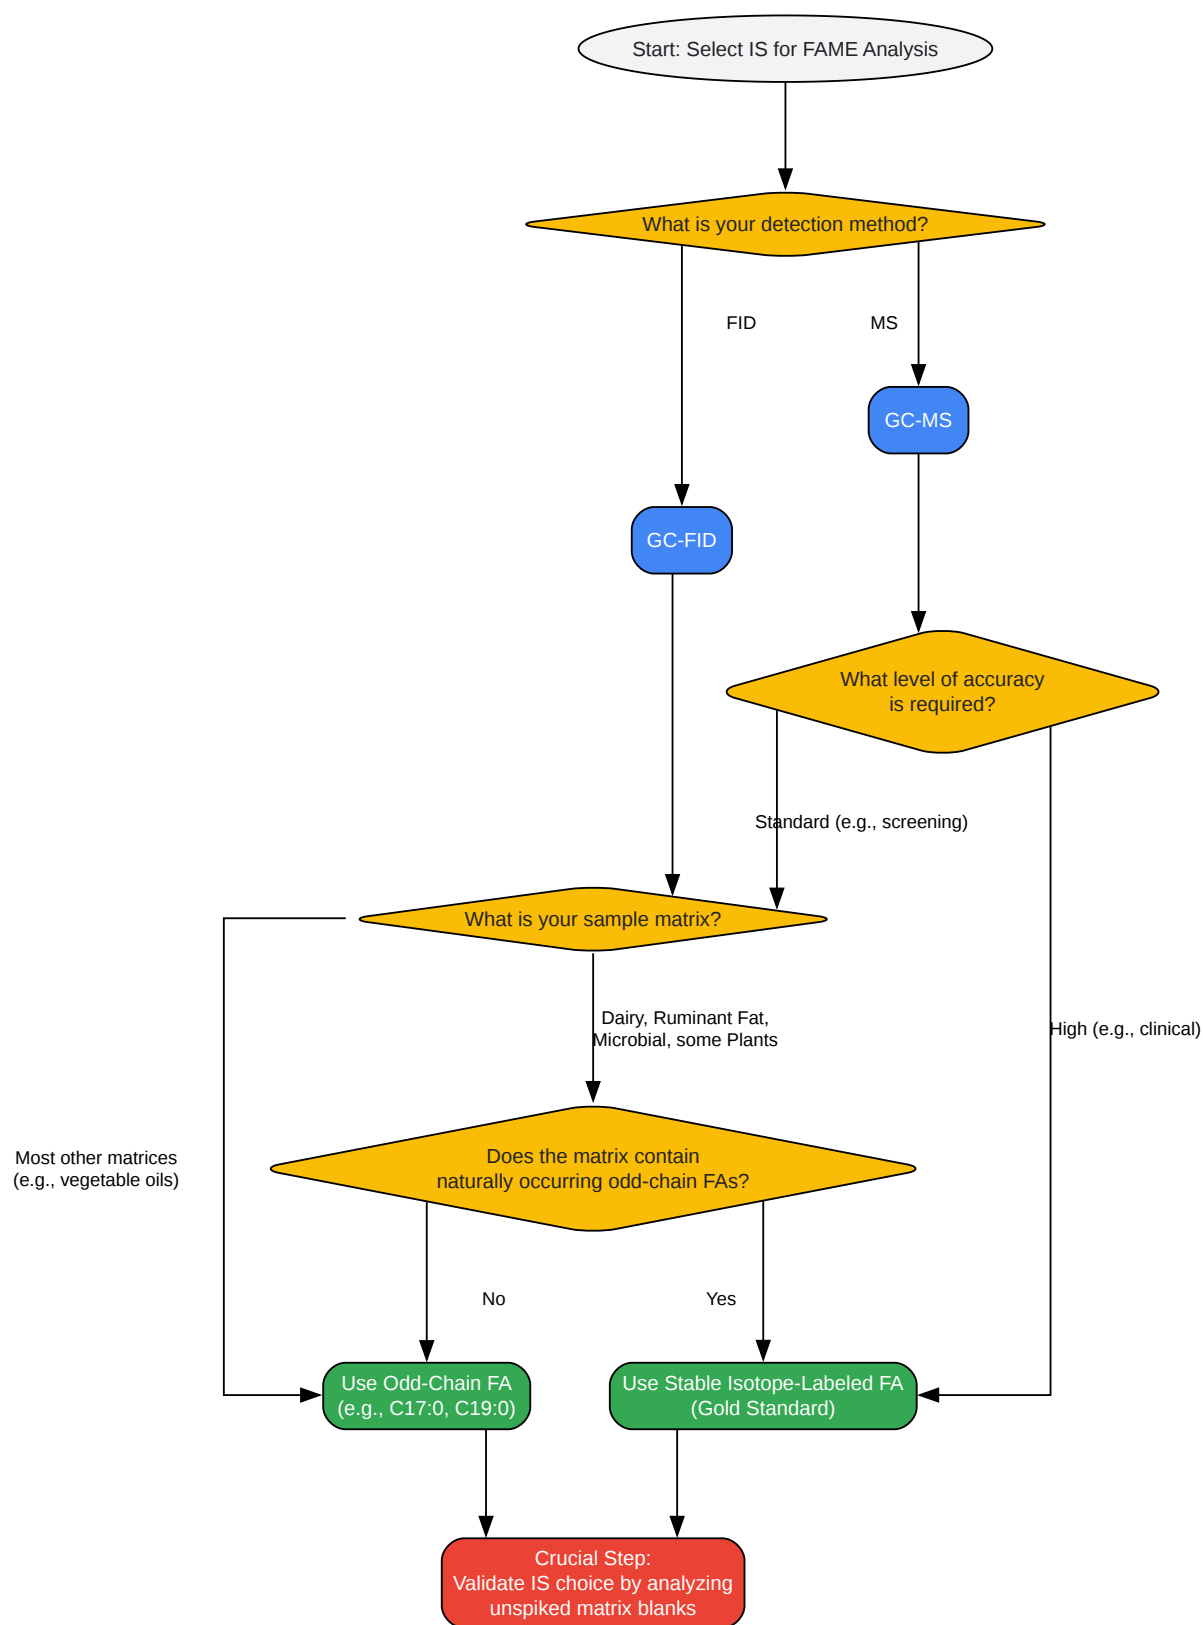 Start: Select IS for FAME Analysis
What is your detection method?
FID
MS
GC-MS
GC-FID
What level of accuracy
is required?
Standard (e.g., screening)
What is your sample matrix?
Dairy, Ruminant Fat,
Microbial, some Plants
High (e.g., clinical)
Most other matrices
(e.g., vegetable oils)
Does the matrix contain
naturally occurring odd-chain FAs?
No
Yes
Use Odd-Chain FA
(e.g., C17:0, C19:0)
Use Stable Isotope-Labeled FA
(Gold Standard)
Crucial Step:
Validate IS choice by analyzing
unspiked matrix blanks